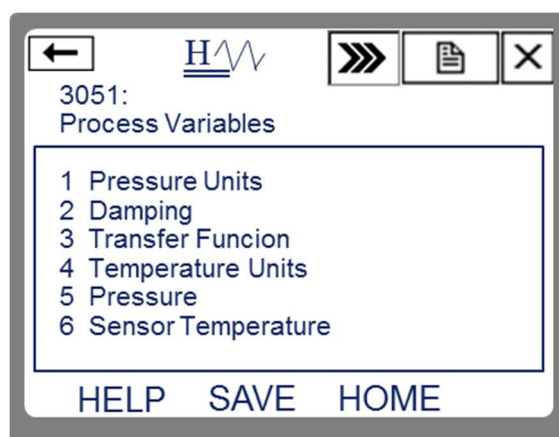 H
3051:
Process Variables
1 Pressure Units
2 Damping
3 Transfer Funcion
4 Temperature Units
5 Pressure
6 Sensor Temperature
HELP SAVE HOME